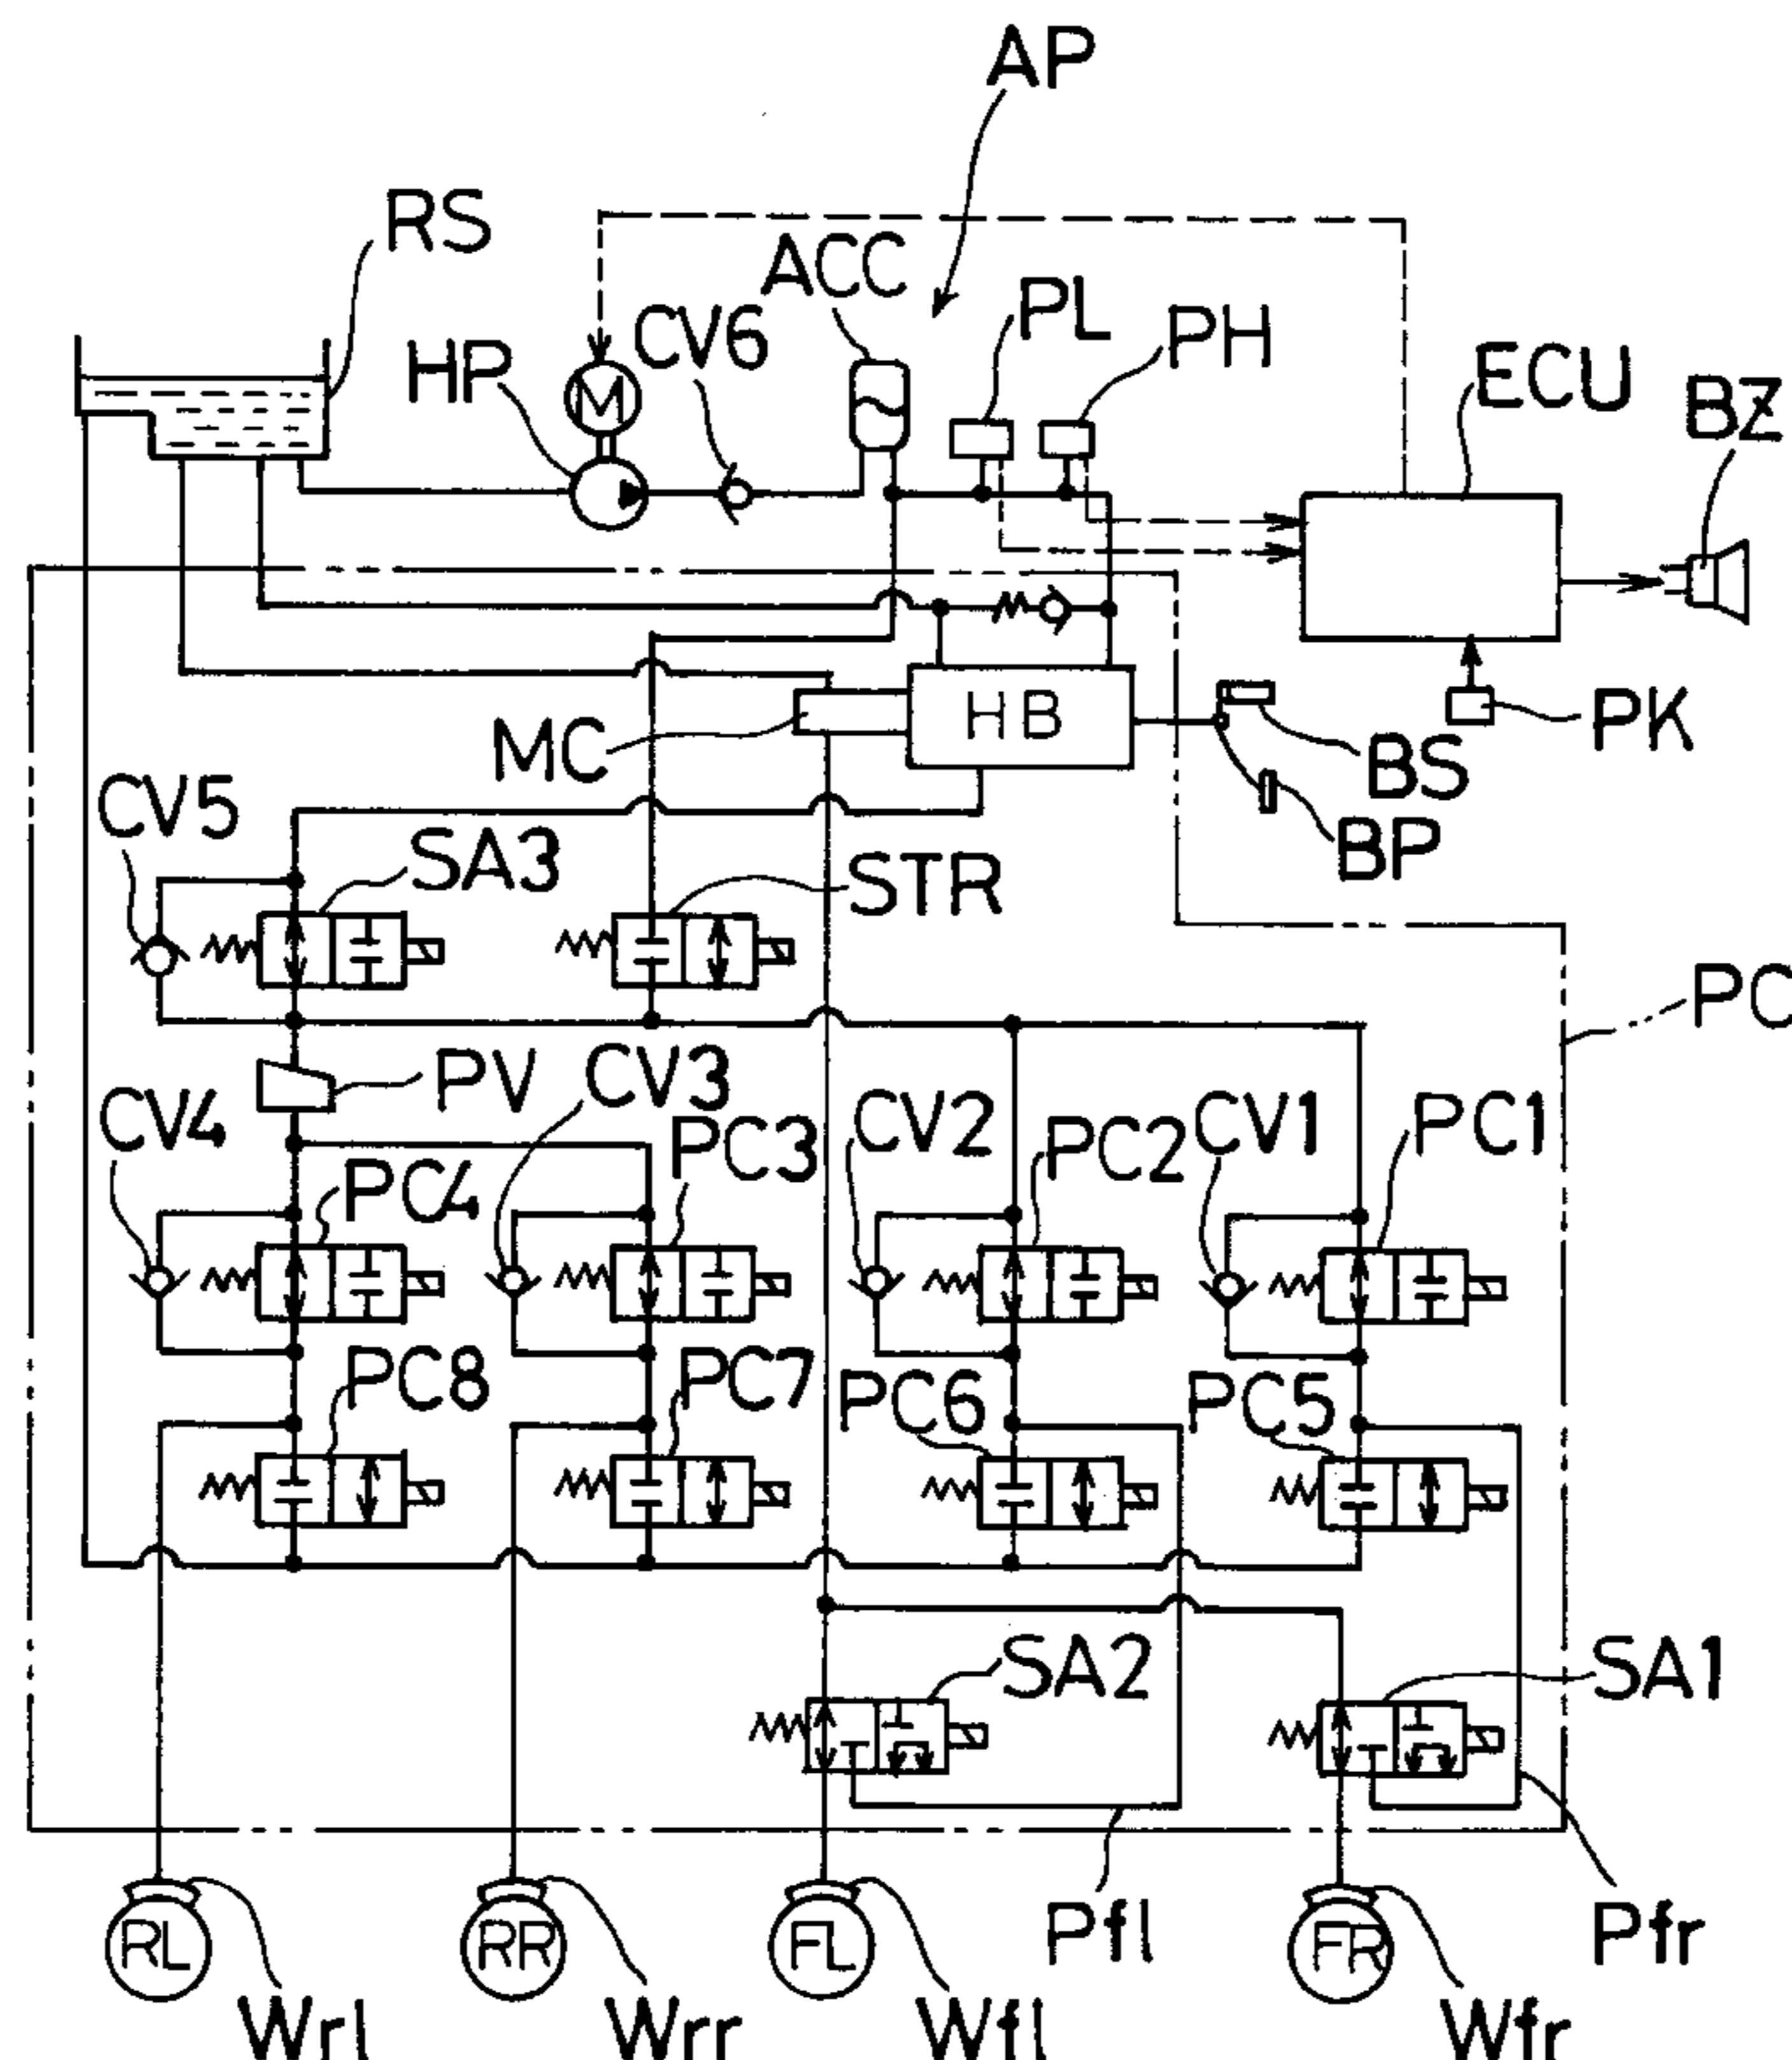 AP
RS
ACC
PL
PH
CV6
HP
M
ECU
BZ
HB
MC
PK
BS
BP
CV5
SA3
STR
PC
PV
CV3
CV4
CV2
CV1
PC1
PC2
PC3
PC4
PC8
PC7
PC6
PC5
SA2
SA1
RL
RR
FL
FR
Pfl
Pfr
Wrl
Wrr
Wfl
Wfr